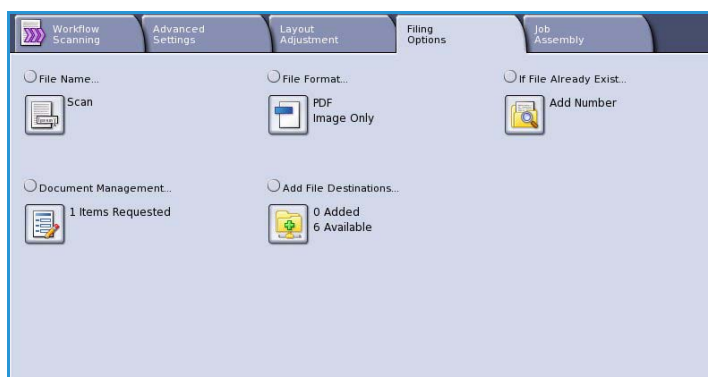 Workflow
Scanning
Advanced
Settings
Layout
Adjustment
Filing
Options
Job
Assembly
File Name...
Scan
File Format...
PDF
Image Only
If File Already Exist...
Add Number
Document Management...
1 Items Requested
Add File Destinations...
0 Added
6 Available